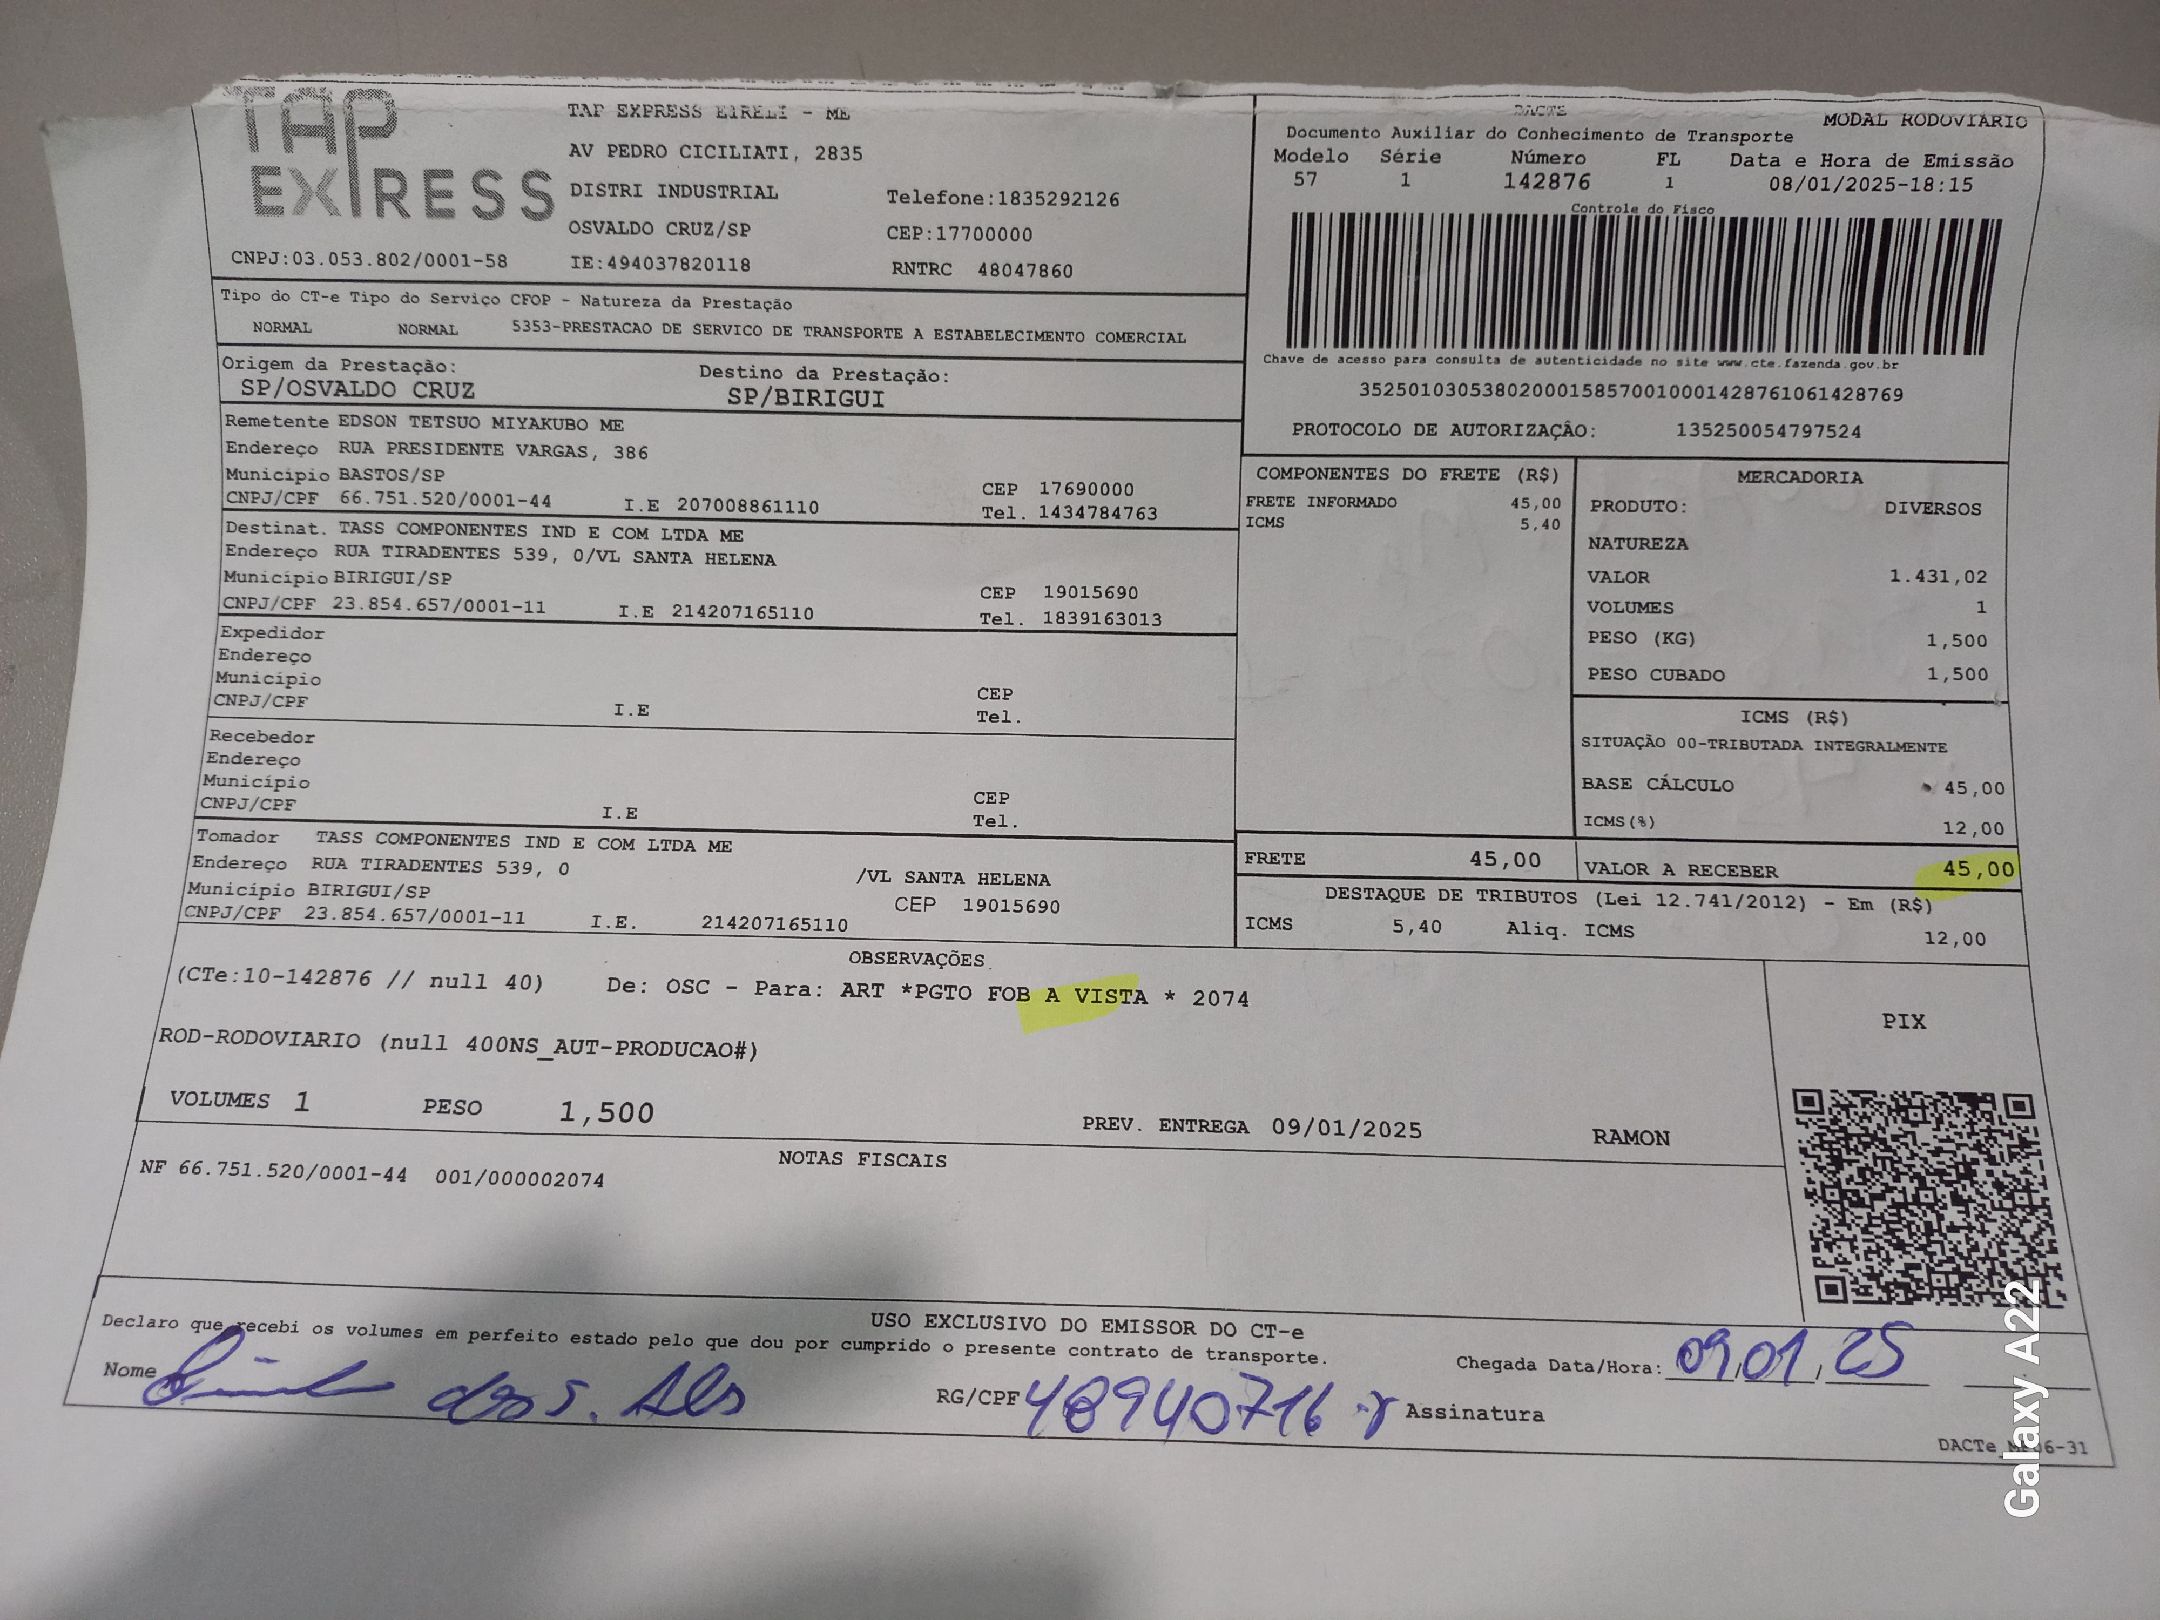 TAP EXPRESS
TAP EXPRESS EIRELI - ME
AV PEDRO CICILIATI, 2835
DISTRI INDUSTRIAL
Telefone:1835292126
OSVALDO CRUZ/SP
CEP:17700000
CNPJ:03.053.802/0001-58
IE:494037820118
RNTRC 48047860
DACTE
MODAL RODOVIARIO
Documento Auxiliar do Conhecimento de Transporte
Modelo Série Número FL Data e Hora de Emissão
57 1 142876 1 08/01/2025-18:15
Controle do Fisco
Chave de acesso para consulta de autenticidade no site www.cte.fazenda.gov.br
35250103053802000158570010001428761061428769
PROTOCOLO DE AUTORIZAÇÂO: 135250054797524
Tipo do CT-e Tipo do Serviço CFOP - Natureza da Prestação
NORMAL NORMAL 5353-PRESTACAO DE SERVICO DE TRANSPORTE A ESTABELECIMENTO COMERCIAL
Origem da Prestação: Destino da Prestação:
SP/OSVALDO CRUZ SP/BIRIGUI
Remetente EDSON TETSUO MIYAKUBO ME
Endereço RUA PRESIDENTE VARGAS, 386
Município BASTOS/SP CEP 17690000
CNPJ/CPF 66.751.520/0001-44 I.E 207008861110 Tel. 1434784763
Destinat. TASS COMPONENTES IND E COM LTDA ME
Endereço RUA TIRADENTES 539, 0/VL SANTA HELENA
Município BIRIGUI/SP CEP 19015690
CNPJ/CPF 23.854.657/0001-11 I.E 214207165110 Tel. 1839163013
Expedidor
Endereço
Município CEP
CNPJ/CPF I.E Tel.
Recebedor
Endereço
Município CEP
CNPJ/CPF I.E Tel.
Tomador TASS COMPONENTES IND E COM LTDA ME
Endereço RUA TIRADENTES 539, 0 /VL SANTA HELENA
Município BIRIGUI/SP CEP 19015690
CNPJ/CPF 23.854.657/0001-11 I.E. 214207165110
COMPONENTES DO FRETE (R$)
FRETE INFORMADO 45,00
ICMS 5,40
MERCADORIA
PRODUTO: DIVERSOS
NATUREZA
VALOR 1.431,02
VOLUMES 1
PESO (KG) 1,500
PESO CUBADO 1,500
ICMS (R$)
SITUAÇÃO 00-TRIBUTADA INTEGRALMENTE
BASE CÁLCULO 45,00
ICMS(%) 12,00
FRETE 45,00 VALOR A RECEBER 45,00
DESTAQUE DE TRIBUTOS (Lei 12.741/2012) - Em (R$)
ICMS 5,40 Aliq. ICMS 12,00
OBSERVAÇÕES
(CTe:10-142876 // null 40) De: OSC - Para: ART *PGTO FOB A VISTA * 2074
ROD-RODOVIARIO (null 400NS_AUT-PRODUCAO#)
PIX
VOLUMES 1 PESO 1,500 PREV. ENTREGA 09/01/2025 RAMON
NOTAS FISCAIS
NF 66.751.520/0001-44 001/000002074
USO EXCLUSIVO DO EMISSOR DO CT-e
Declaro que recebi os volumes em perfeito estado pelo que dou por cumprido o presente contrato de transporte.
Chegada Data/Hora: 09/01/25
Nome dos S.
RG/CPF 48940716 Assinatura
Galaxy A22